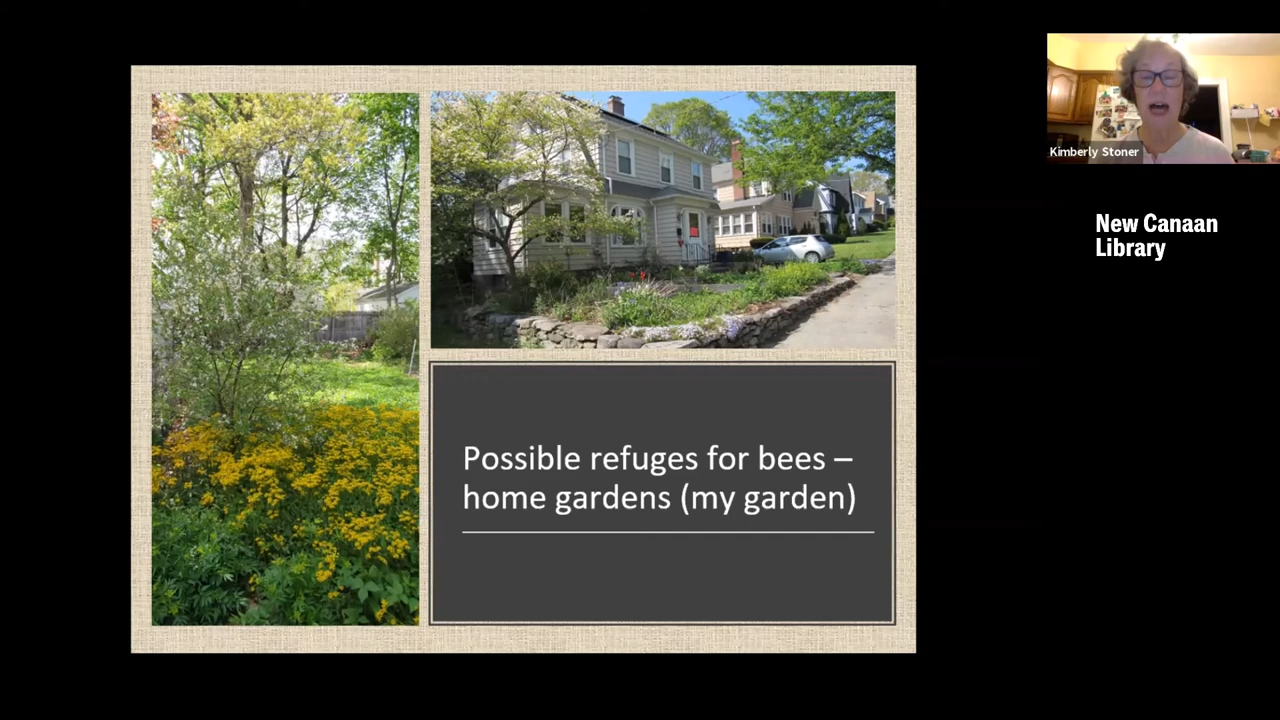 Kimberly Stoner
New Canaan
Library
Possible refuges for bees –
home gardens (my garden)